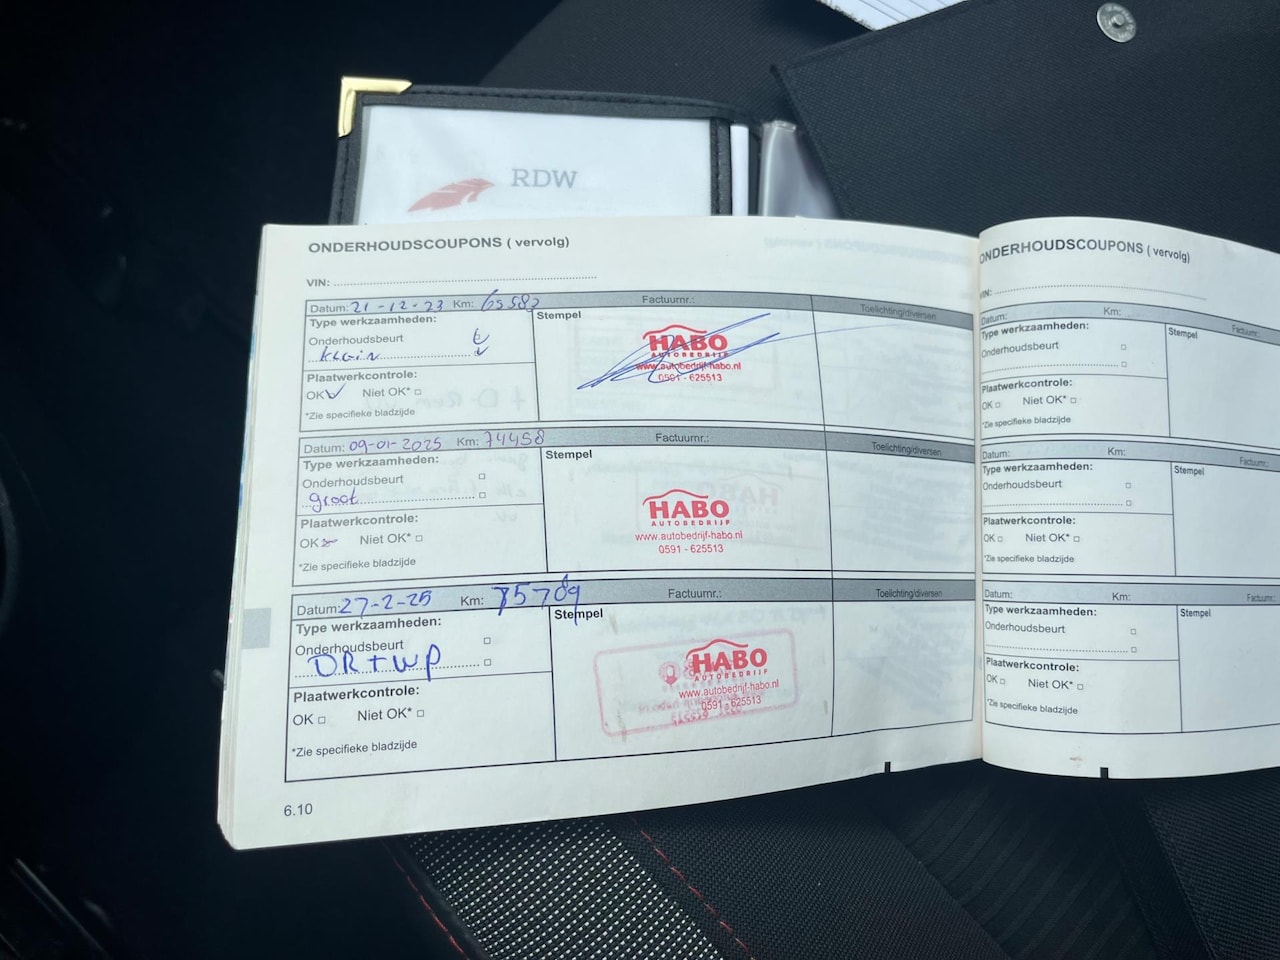 RDW
ONDERHOUDSCOUPONS ( vervolg)
VIN:
Datum: 21-12-23 Km: 65582 Factuurnr.: Toelichting/diversen
Type werkzaamheden:
Stempel
Onderhoudsbeurt
klein
HABO
AUTOBEDRIJF
www.autobedrijf-habo.nl
0591 - 625513
Plaatwerkcontrole:
OK Niet OK*
*Zie specifieke bladzijde
Datum: 09-01-2025 Km: 74458 Factuurnr.: Toelichting/diversen
Type werkzaamheden:
Stempel
Onderhoudsbeurt
groot
HABO
AUTOBEDRIJF
www.autobedrijf-habo.nl
0591 - 625513
Plaatwerkcontrole:
OK Niet OK*
*Zie specifieke bladzijde
Datum: 27-2-25 Km: 75709 Factuurnr.: Toelichting/diversen
Type werkzaamheden:
Stempel
Onderhoudsbeurt
DR+WP
HABO
AUTOBEDRIJF
www.autobedrijf-habo.nl
0591 - 625513
Plaatwerkcontrole:
OK Niet OK*
*Zie specifieke bladzijde
6.10
ONDERHOUDSCOUPONS ( vervolg)
VIN:
Datum: Km: Factuurnr.:
Type werkzaamheden:
Stempel
Onderhoudsbeurt
Plaatwerkcontrole:
OK Niet OK*
*Zie specifieke bladzijde
Datum: Km: Factuurnr.:
Type werkzaamheden:
Stempel
Onderhoudsbeurt
Plaatwerkcontrole:
OK Niet OK*
*Zie specifieke bladzijde
Datum: Km: Factuurnr.:
Type werkzaamheden:
Stempel
Onderhoudsbeurt
Plaatwerkcontrole:
OK Niet OK*
*Zie specifieke bladzijde